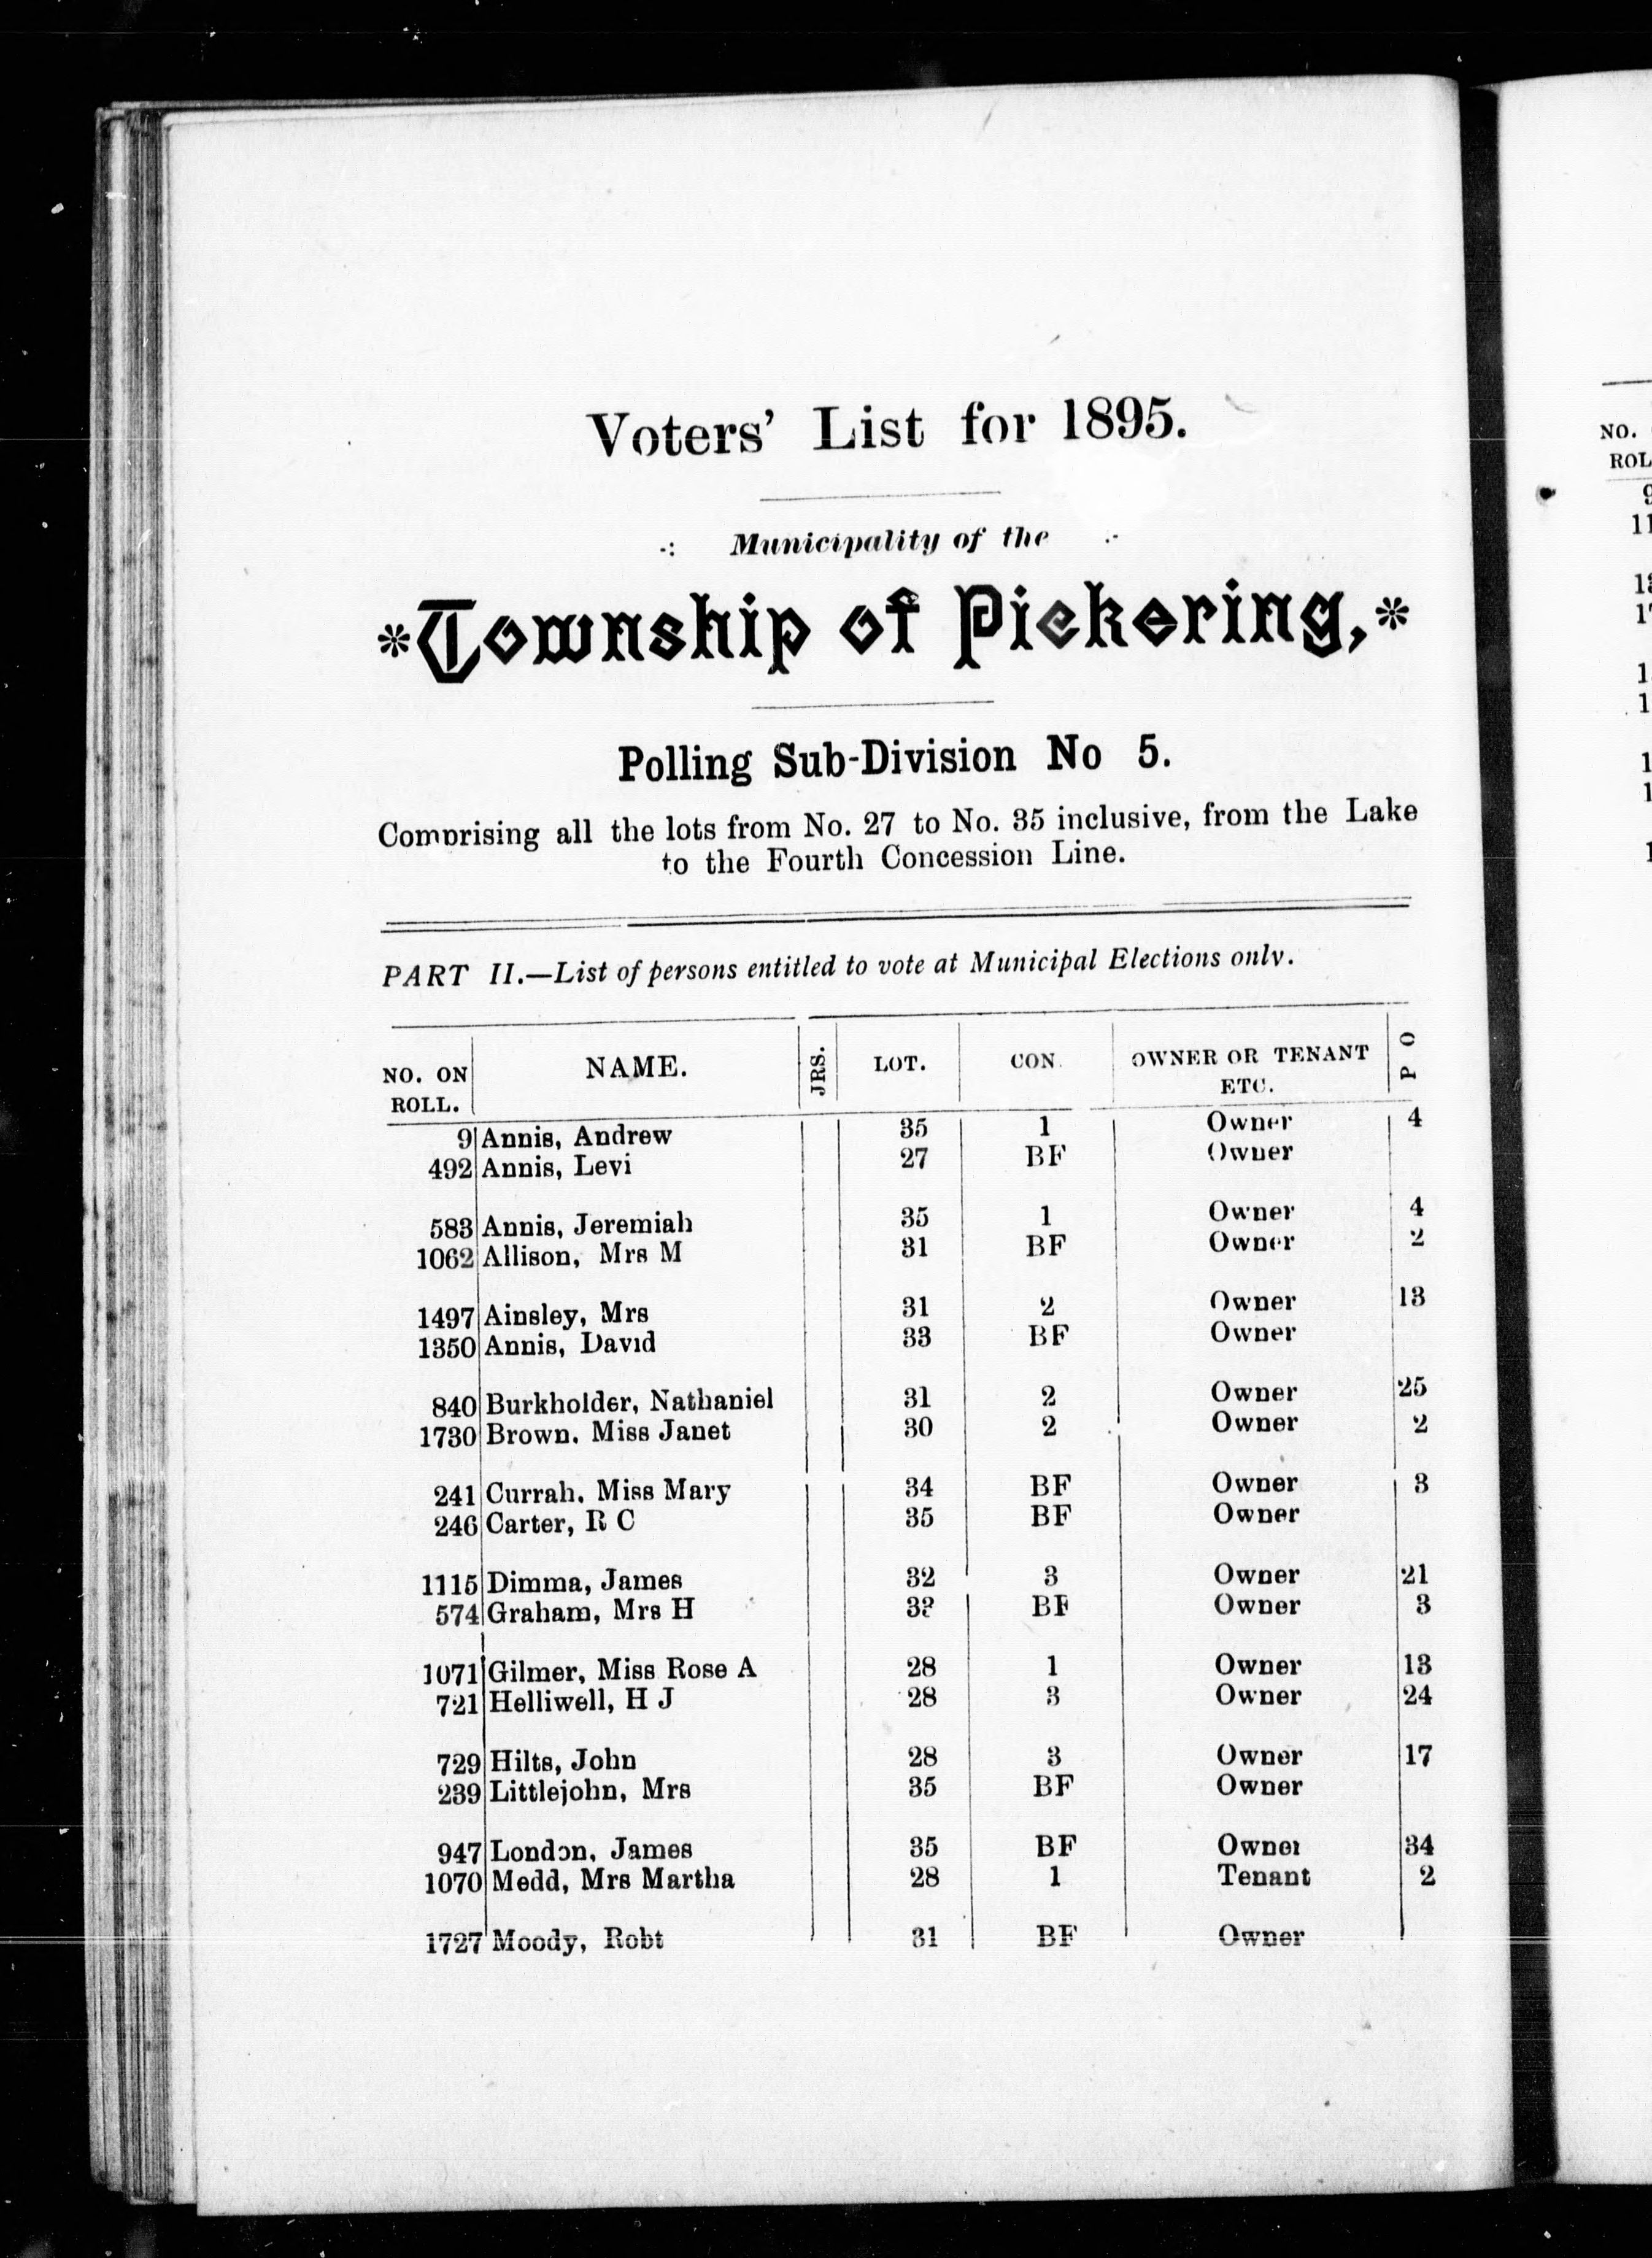 Voters' List for 1895.
Municipality of the
*Township of Pickering,*
Polling Sub-Division No 5.
Comprising all the lots from No. 27 to No. 35 inclusive, from the Lake
to the Fourth Concession Line.
PART II.—List of persons entitled to vote at Municipal Elections only.
NO. ON ROLL. NAME. JRS. LOT. CON. OWNER OR TENANT ETC. P O
9 Annis, Andrew 35 1 Owner 4
492 Annis, Levi 27 BF Owner
583 Annis, Jeremiah 35 1 Owner 4
1062 Allison, Mrs M 31 BF Owner 2
1497 Ainsley, Mrs 31 2 Owner 13
1350 Annis, David 33 BF Owner
840 Burkholder, Nathaniel 31 2 Owner 25
1730 Brown. Miss Janet 30 2 Owner 2
241 Currah. Miss Mary 34 BF Owner 3
246 Carter, R C 35 BF Owner
1115 Dimma, James 32 3 Owner 21
574 Graham, Mrs H BF Owner 3
1071 Gilmer, Miss Rose A 28 1 Owner 13
721 Helliwell, H J 28 3 Owner 24
729 Hilts, John 28 3 Owner 17
239 Littlejohn, Mrs 35 BF Owner
947 London, James 35 BF Owner 34
1070 Medd, Mrs Martha 28 1 Tenant 2
1727 Moody, Robt 31 BF Owner
NO.
ROL